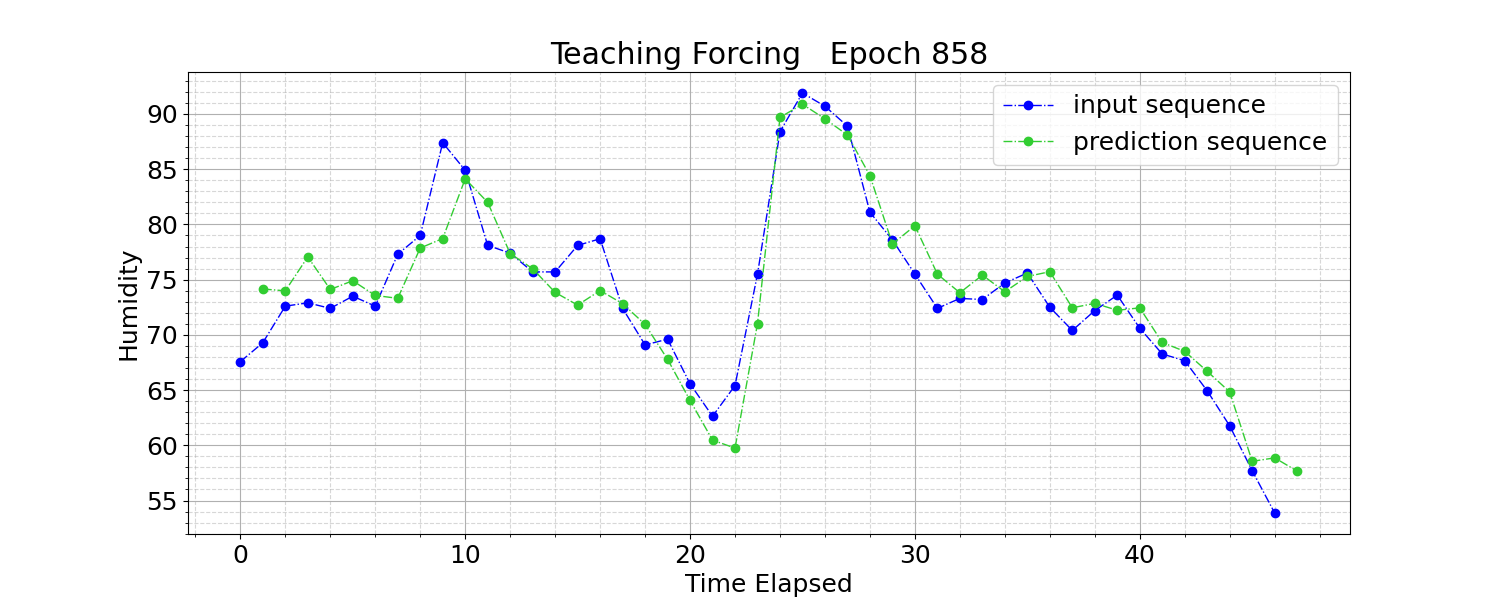 Teaching Forcing   Epoch 858
input sequence
prediction sequence
Humidity
90
85
80
75
70
65
60
55
0 10 20 30 40
Time Elapsed